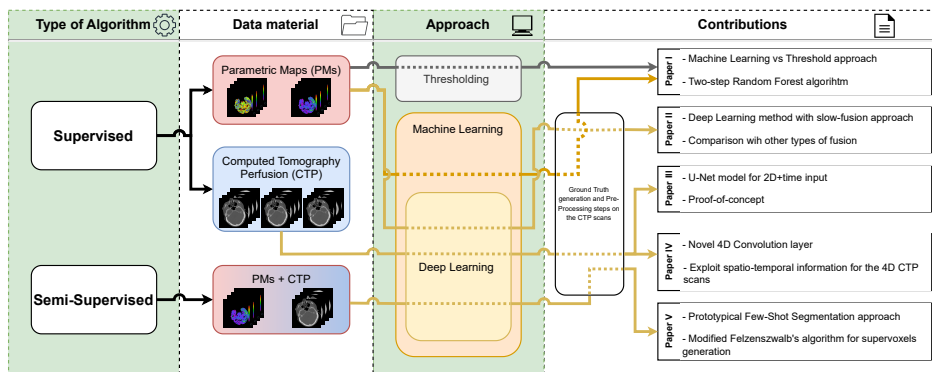 Type of Algorithm
Data material
Approach
Contributions
Supervised
Semi-Supervised
Parametric Maps (PMs)
Computed Tomography
Perfusion (CTP)
PMs + CTP
Thresholding
Machine Learning
Deep Learning
Ground Truth
generation and Pre-
Processing steps on
the CTP scans
Paper I
- Machine Learning vs Threshold approach
- Two-step Random Forest algorihtm
Paper II
- Deep Learning method with slow-fusion approach
- Comparison wih other types of fusion
Paper III
- U-Net model for 2D+time input
- Proof-of-concept
Paper IV
- Novel 4D Convolution layer
- Exploit spatio-temporal information for the 4D CTP
scans
Paper V
- Prototypical Few-Shot Segmentation approach
- Modified Felzenszwalb's algorithm for supervoxels
generation